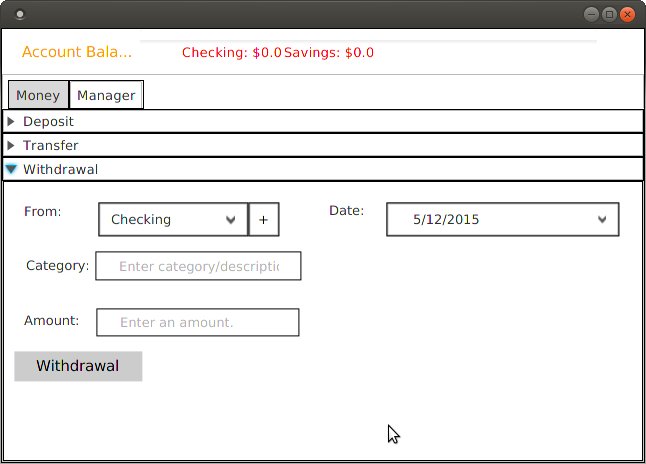 Account Bala... Checking: $0.0 Savings: $0.0
Money Manager
Deposit
Transfer
Withdrawal
From: Checking + Date: 5/12/2015
Category: Enter category/descriptic
Amount: Enter an amount.
Withdrawal